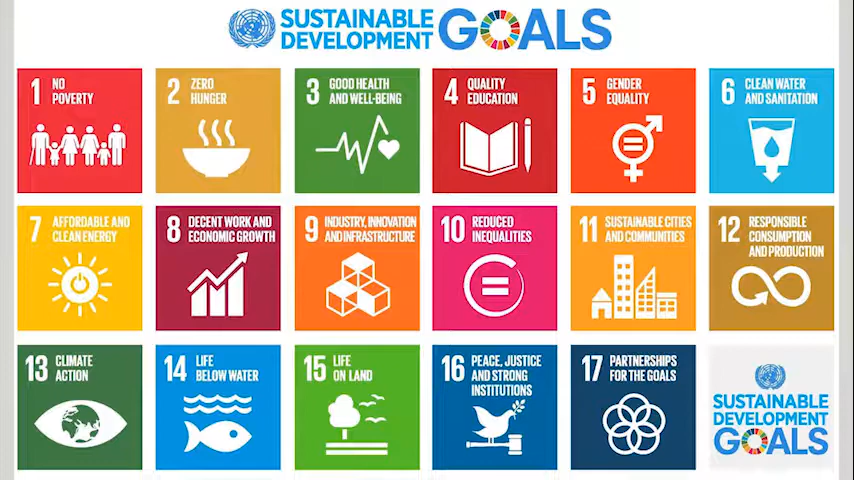 SUSTAINABLE
DEVELOPMENT
GOALS
1 NO
POVERTY
2 ZERO
HUNGER
3 GOOD HEALTH
AND WELL-BEING
4 QUALITY
EDUCATION
5 GENDER
EQUALITY
6 CLEAN WATER
AND SANITATION
7 AFFORDABLE AND
CLEAN ENERGY
8 DECENT WORK AND
ECONOMIC GROWTH
9 INDUSTRY, INNOVATION
AND INFRASTRUCTURE
10 REDUCED
INEQUALITIES
11 SUSTAINABLE CITIES
AND COMMUNITIES
12 RESPONSIBLE
CONSUMPTION
AND PRODUCTION
13 CLIMATE
ACTION
14 LIFE
BELOW WATER
15 LIFE
ON LAND
16 PEACE, JUSTICE
AND STRONG
INSTITUTIONS
17 PARTNERSHIPS
FOR THE GOALS
SUSTAINABLE
DEVELOPMENT
GOALS